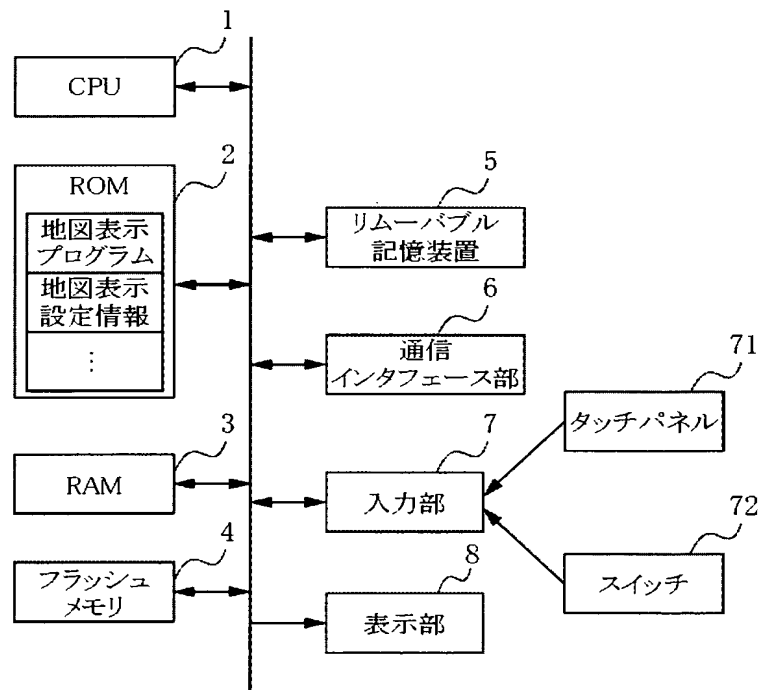 1
CPU
2
ROM
地図表示
プログラム
地図表示
設定情報
⋮
3
RAM
4
フラッシュ
メモリ
5
リムーバブル
記憶装置
6
通信
インタフェース部
7
入力部
8
表示部
71
タッチパネル
72
スイッチ